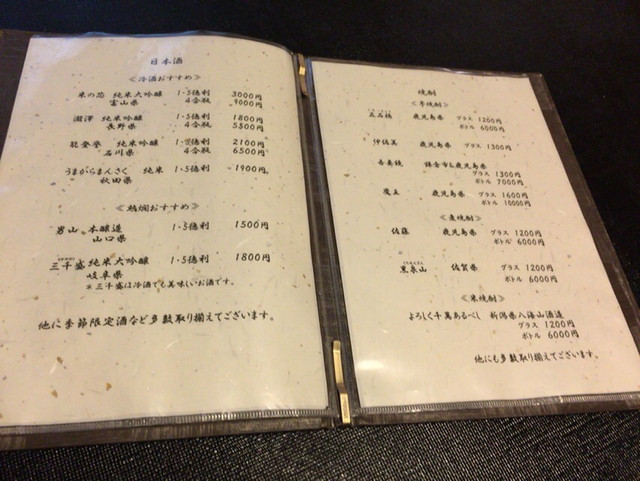 日本酒
≪冷酒おすすめ≫
米の芯 純米大吟醸 1・5徳利 3000円
富山県 4合瓶 9000円
瀧澤 純米吟醸 1・5徳利 1800円
長野県 4合瓶 5500円
能登誉 純米吟醸 1・5徳利 2100円
石川県 4合瓶 6500円
うまからまんさく 純米 1・5徳利 1900円
秋田県
≪熱燗おすすめ≫
男山 本醸造 1・5徳利 1500円
山口県
三千盛 純米大吟醸 1・5徳利 1800円
岐阜県
※三千盛は冷酒でも美味しいお酒です。
他に季節限定酒など多数取り揃えてございます。
焼酎
≪芋焼酎≫
鹿児島県 グラス 1200円
ボトル 6000円
伊佐美 鹿児島県 グラス 1300円
吾妻鏡 鎌倉市&鹿児島県
グラス 1300円
ボトル 7000円
魔王 鹿児島県 グラス 1600円
ボトル 10000円
≪麦焼酎≫
佐藤 鹿児島県 グラス 1200円
ボトル 6000円
黒泉山 佐賀県 グラス 1200円
ボトル 6000円
≪米焼酎≫
よろしく千萬あるべし 新潟県八海山酒造
グラス 1200円
ボトル 6000円
他にも多数取り揃えてございます。